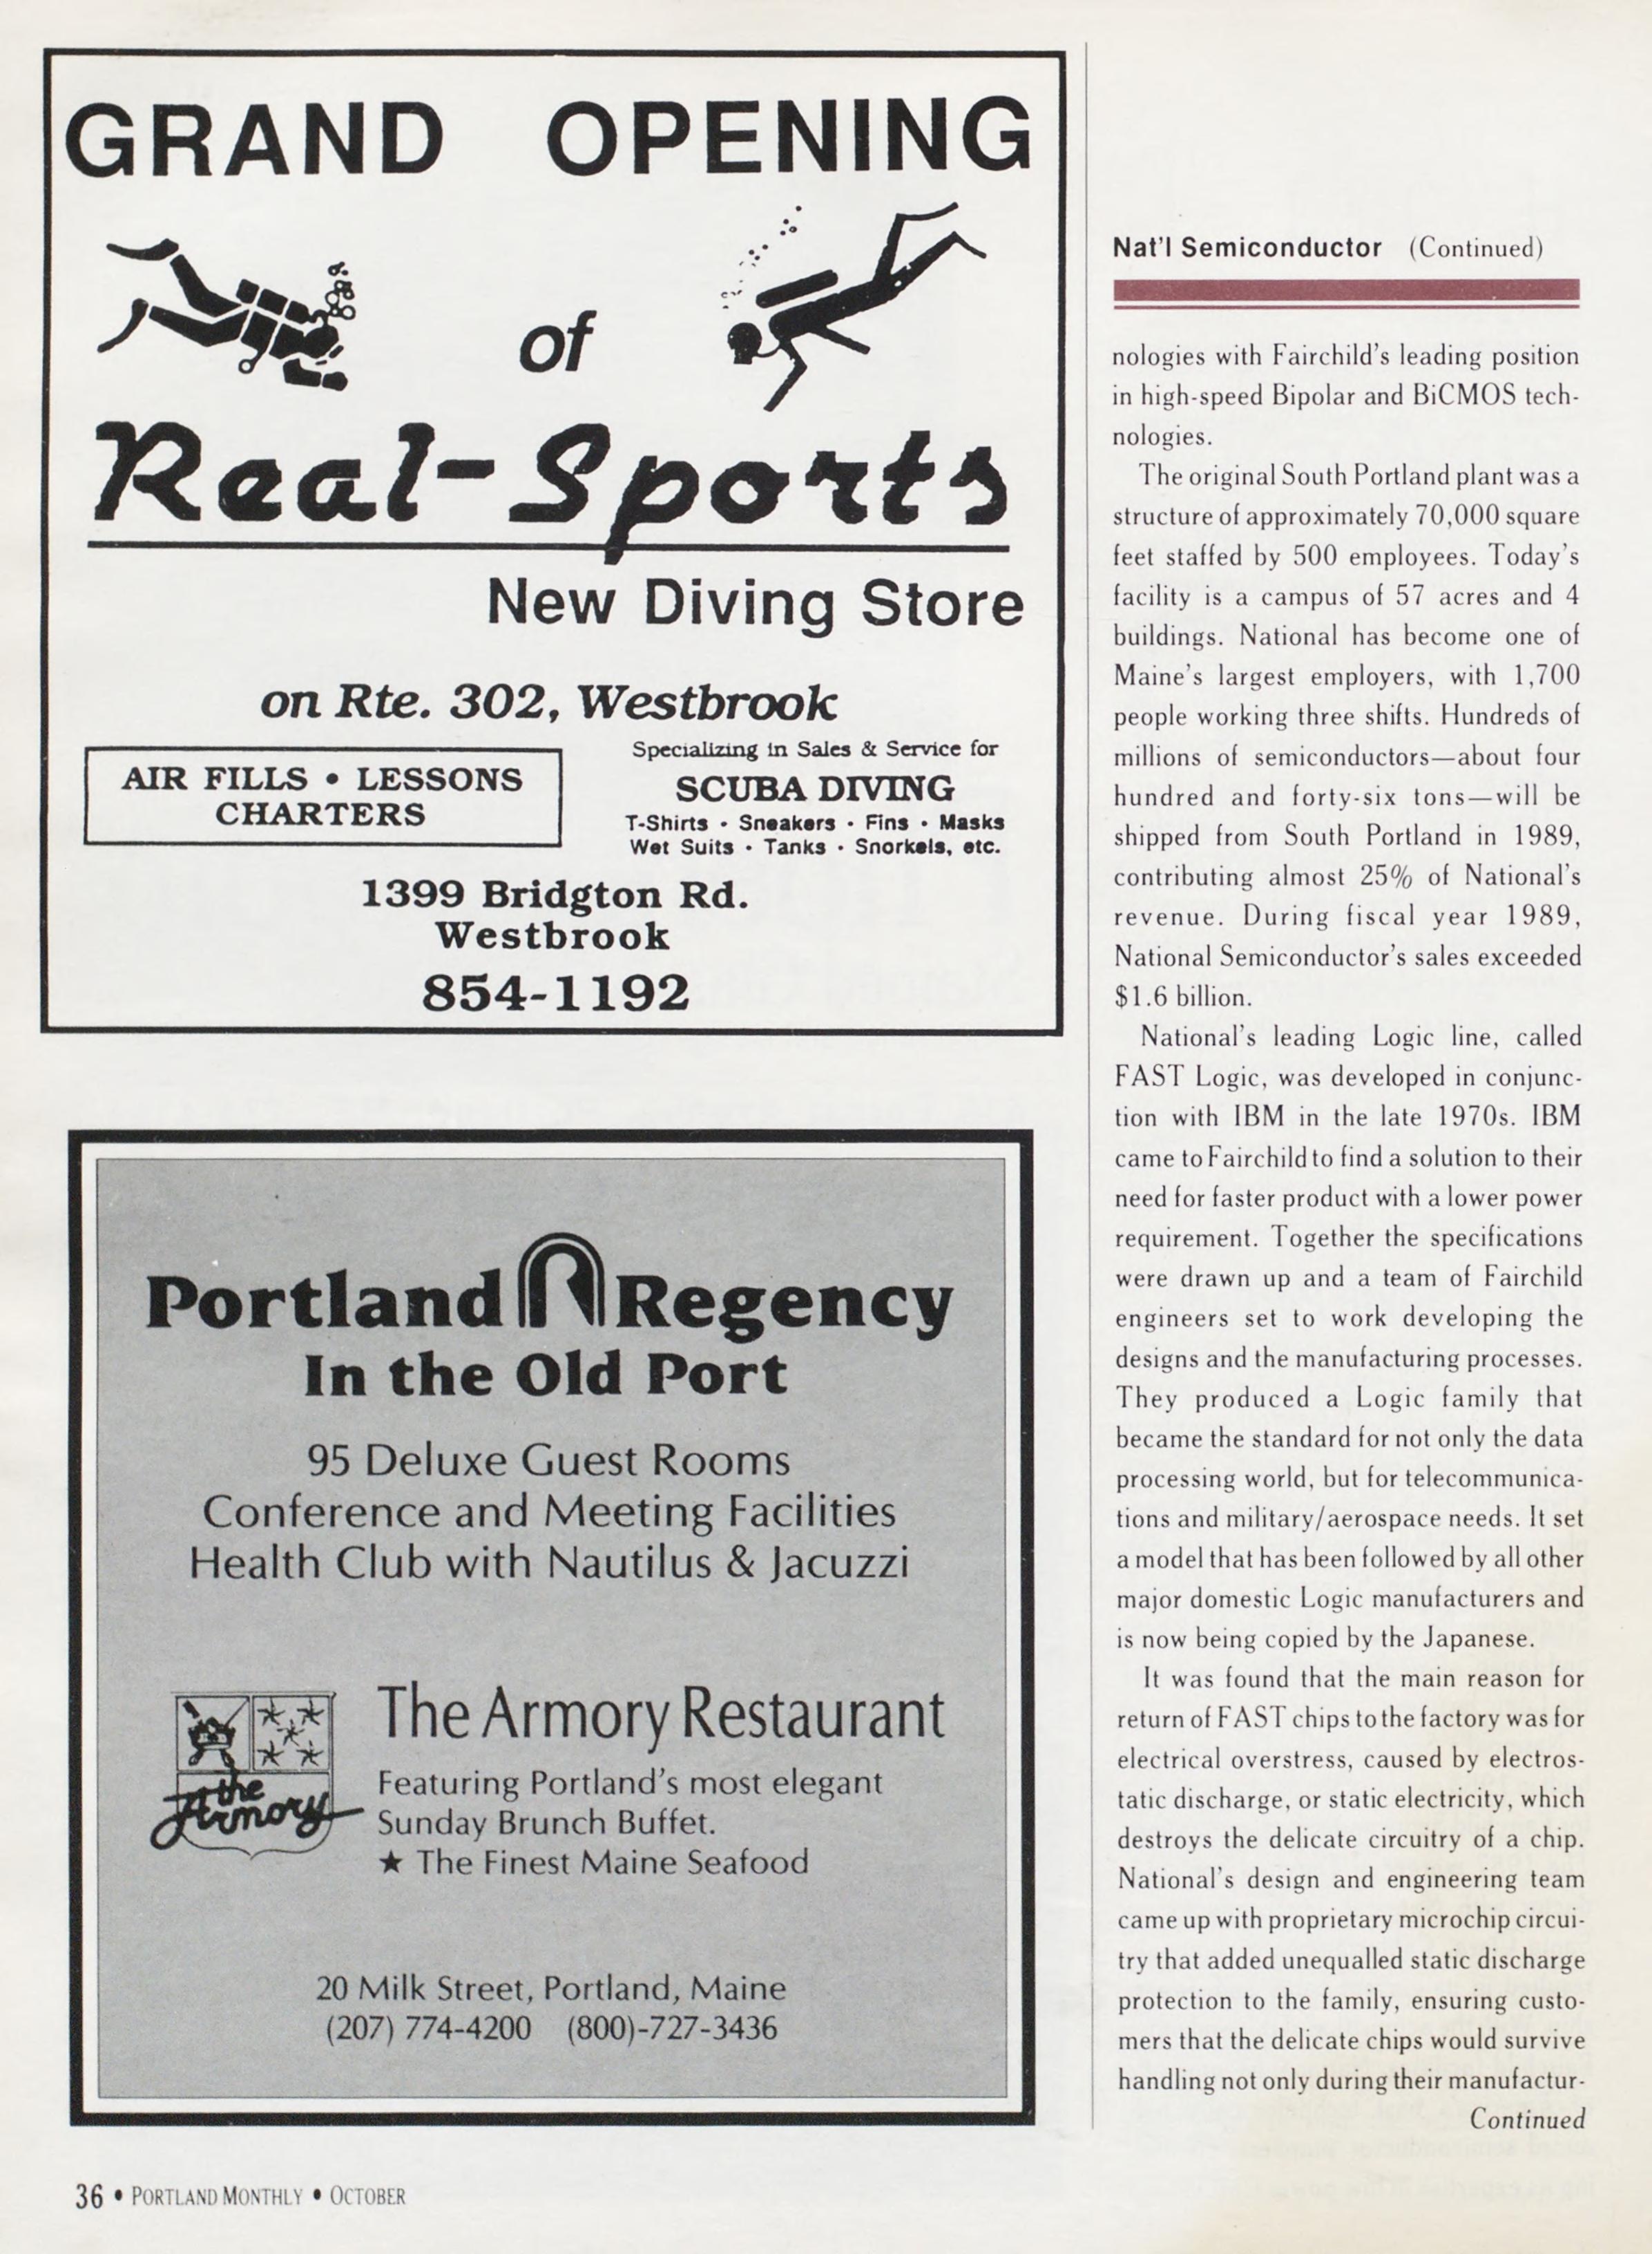 GRAND OPENING
of
Real-Sports
New Diving Store
on Rte. 302, Westbrook
AIR FILLS • LESSONS
CHARTERS
Specializing in Sales & Service for
SCUBA DIVING
T-Shirts • Sneakers • Fins • Masks
Wet Suits • Tanks • Snorkels, etc.
1399 Bridgton Rd.
Westbrook
854-1192
Portland Regency
In the Old Port
95 Deluxe Guest Rooms
Conference and Meeting Facilities
Health Club with Nautilus & Jacuzzi
the
Armory
The Armory Restaurant
Featuring Portland's most elegant
Sunday Brunch Buffet.
★ The Finest Maine Seafood
20 Milk Street, Portland, Maine
(207) 774-4200 (800)-727-3436
Nat'l Semiconductor (Continued)
nologies with Fairchild's leading position
in high-speed Bipolar and BiCMOS tech-
nologies.
The original South Portland plant was a
structure of approximately 70,000 square
feet staffed by 500 employees. Today's
facility is a campus of 57 acres and 4
buildings. National has become one of
Maine's largest employers, with 1,700
people working three shifts. Hundreds of
millions of semiconductors—about four
hundred and forty-six tons—will be
shipped from South Portland in 1989,
contributing almost 25% of National's
revenue. During fiscal year 1989,
National Semiconductor's sales exceeded
$1.6 billion.
National's leading Logic line, called
FAST Logic, was developed in conjunc-
tion with IBM in the late 1970s. IBM
came to Fairchild to find a solution to their
need for faster product with a lower power
requirement. Together the specifications
were drawn up and a team of Fairchild
engineers set to work developing the
designs and the manufacturing processes.
They produced a Logic family that
became the standard for not only the data
processing world, but for telecommunica-
tions and military/aerospace needs. It set
a model that has been followed by all other
major domestic Logic manufacturers and
is now being copied by the Japanese.
It was found that the main reason for
return of FAST chips to the factory was for
electrical overstress, caused by electros-
tatic discharge, or static electricity, which
destroys the delicate circuitry of a chip.
National's design and engineering team
came up with proprietary microchip circui-
try that added unequalled static discharge
protection to the family, ensuring custo-
mers that the delicate chips would survive
handling not only during their manufactur-
Continued
36 • PORTLAND MONTHLY • OCTOBER